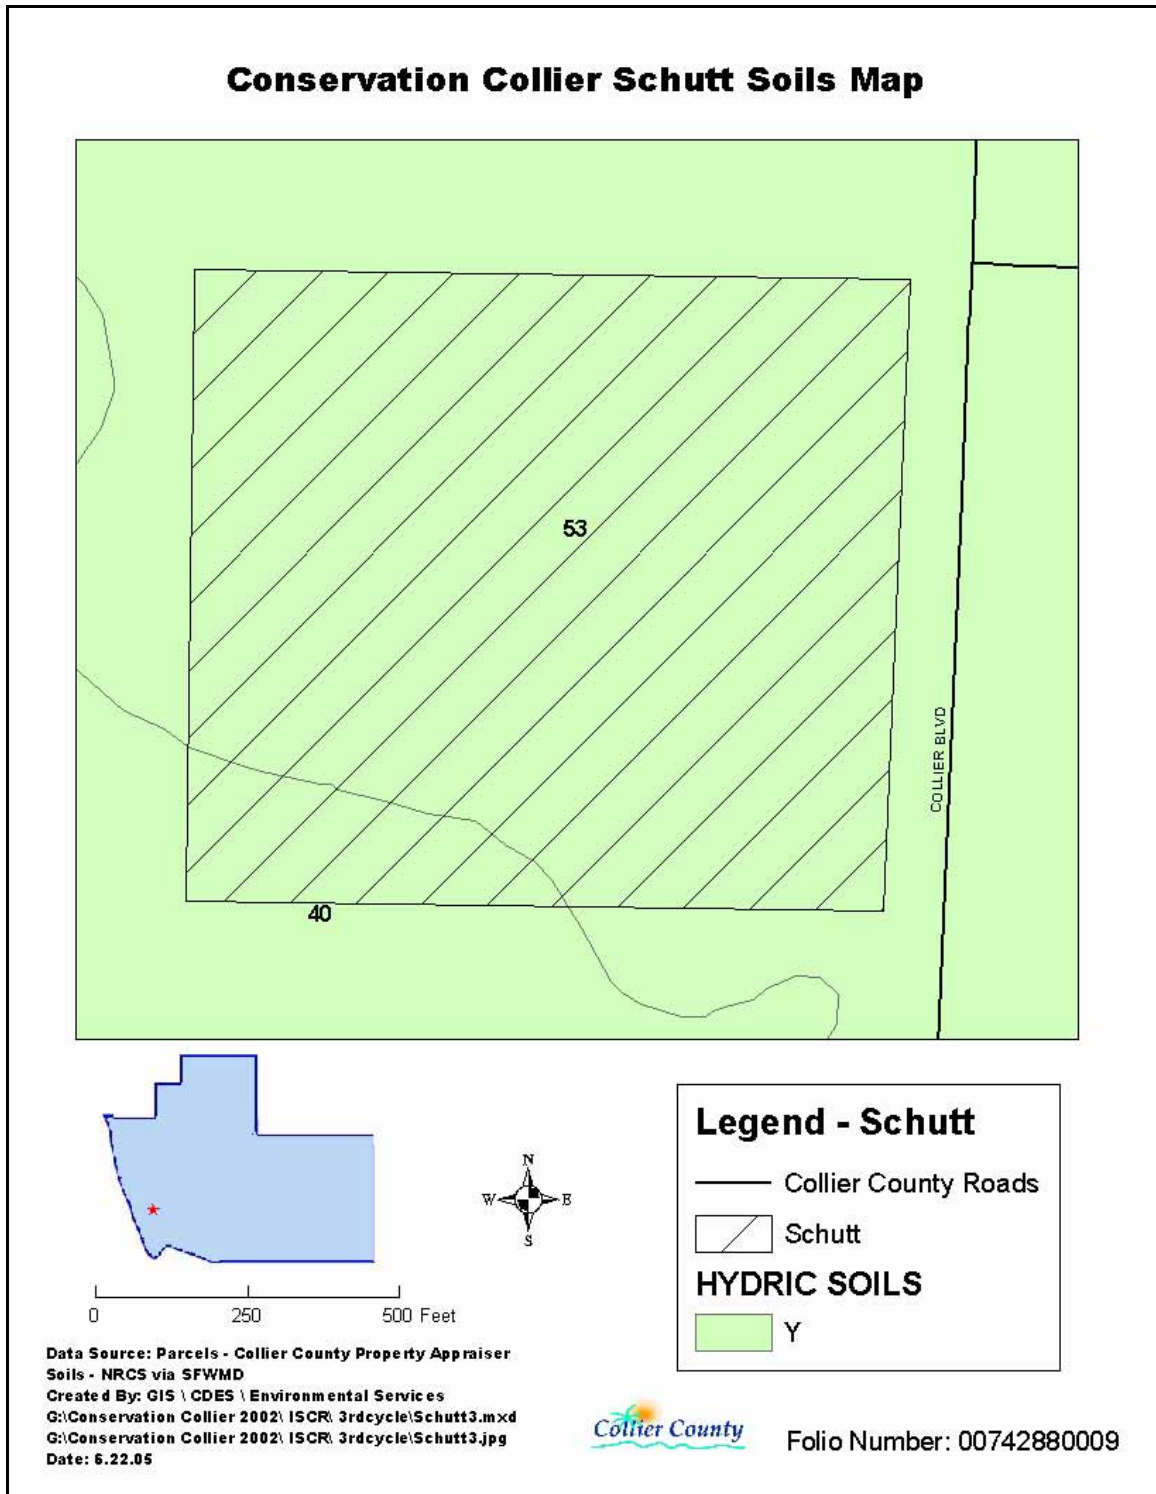 Conservation Collier Schutt Soils Map
53
COLLIER BLVD
40
N
W E
S
0 250 500 Feet
Legend - Schutt
Collier County Roads
Schutt
HYDRIC SOILS
Y
Data Source: Parcels - Collier County Property Appraiser
Soils - NRCS via SFWMD
Created By: GIS \ CDES \ Environmental Services
G:\Conservation Collier 2002\ ISCR\ 3rdcycle\Schutt3.mxd
G:\Conservation Collier 2002\ ISCR\ 3rdcycle\Schutt3.jpg
Date: 6.22.05
Collier County
Folio Number: 00742880009